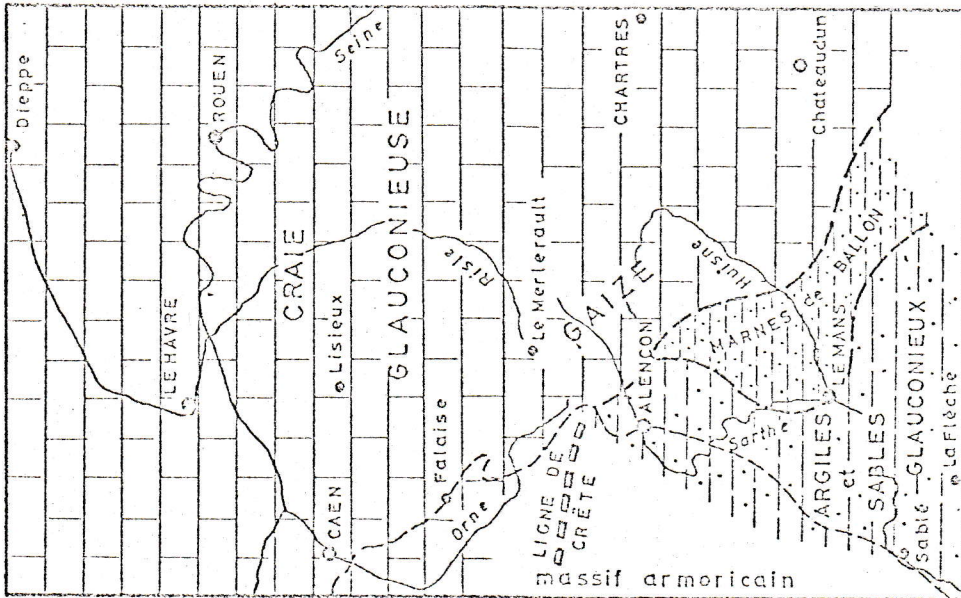 Dieppe
ROUEN
Seine
LE HAVRE
CRAIE
GLAUCONIEUSE
Risle
Lisieux
CAEN
Falaise
Orne
Le Merlerault
LIGNE DE
CRÊTE
massif armoricain
GAIZE
CHARTRES
Chateaudun
Huisne
ALENÇON
MARNES de BALLON
LE MANS
Sarthe
ARGILES
et
SABLES
GLAUCONIEUX
Sablé
La Flèche